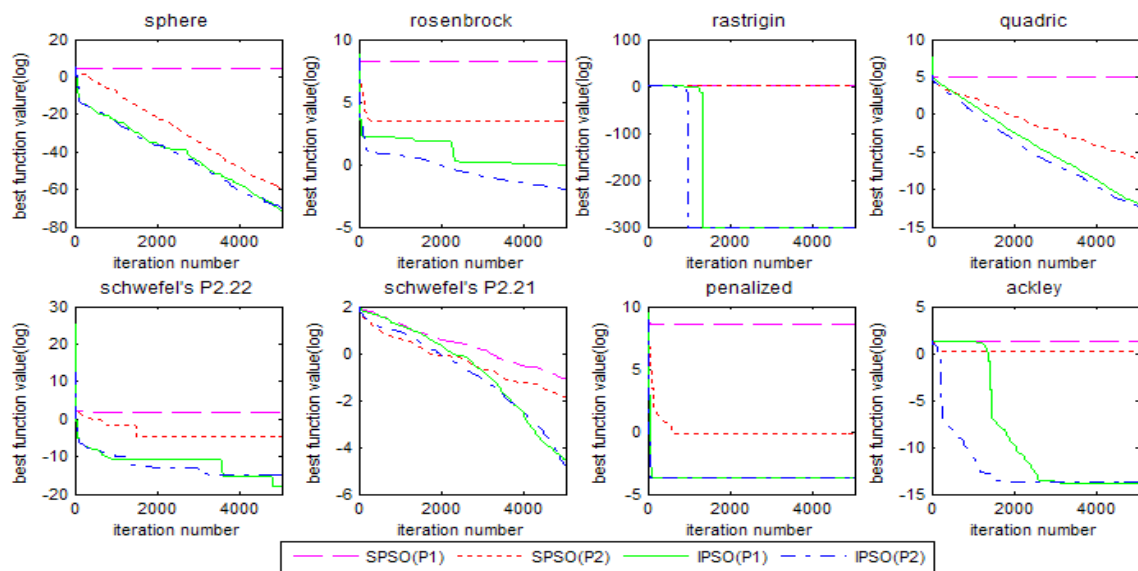 sphere
best function value(log)
20
0
-20
-40
-60
-80
0
2000
4000
iteration number
rosenbrock
best function value(log)
10
5
0
-5
0
2000
4000
iteration number
rastrigin
best function value(log)
100
0
-100
-200
-300
0
2000
4000
iteration number
quadric
best function value(log)
15
10
5
0
-5
-10
-15
0
2000
4000
iteration number
schwefel's P2.22
best function value(log)
30
20
10
0
-10
-20
0
2000
4000
iteration number
schwefel's P2.21
best function value(log)
2
0
-2
-4
-6
0
2000
4000
iteration number
penalized
best function value(log)
10
5
0
-5
0
2000
4000
iteration number
ackley
best function value(log)
5
0
-5
-10
-15
0
2000
4000
iteration number
SPSO(P1)
SPSO(P2)
IPSO(P1)
IPSO(P2)